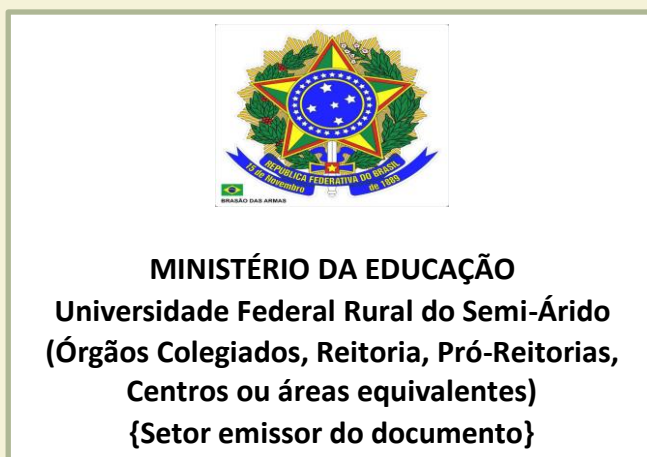 REPÚBLICA FEDERATIVA DO BRASIL
15 de Novembro de 1889
BRASÃO DAS ARMAS
MINISTÉRIO DA EDUCAÇÃO
Universidade Federal Rural do Semi-Árido
(Órgãos Colegiados, Reitoria, Pró-Reitorias,
Centros ou áreas equivalentes)
{Setor emissor do documento}